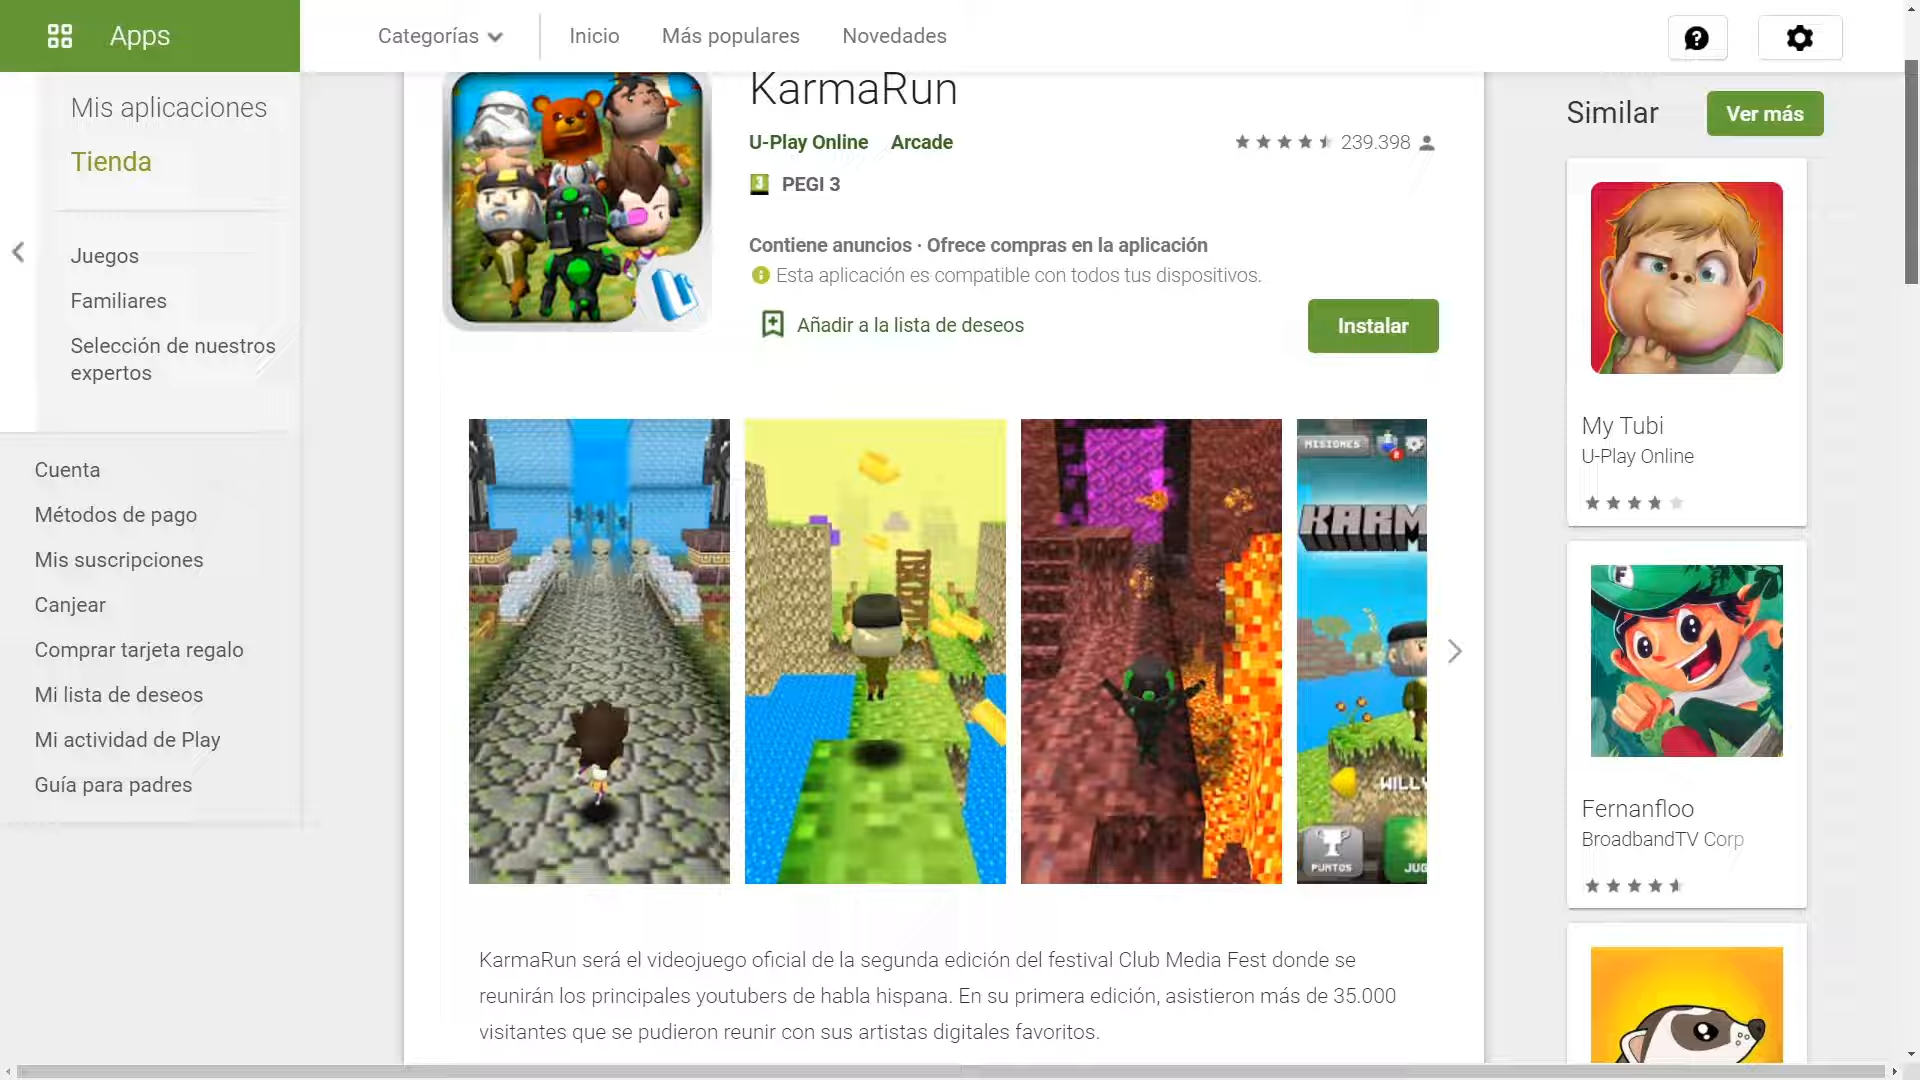 Apps
Categorías
Inicio
Más populares
Novedades
Mis aplicaciones
Tienda
Juegos
Familiares
Selección de nuestros
expertos
Cuenta
Métodos de pago
Mis suscripciones
Canjear
Comprar tarjeta regalo
Mi lista de deseos
Mi actividad de Play
Guía para padres
KarmaRun
U-Play Online Arcade
239.398
3 PEGI 3
Contiene anuncios · Ofrece compras en la aplicación
Esta aplicación es compatible con todos tus dispositivos.
Añadir a la lista de deseos
Instalar
MISIONES
KARM
WILLY
PUNTOS
JUG
KarmaRun será el videojuego oficial de la segunda edición del festival Club Media Fest donde se
reunirán los principales youtubers de habla hispana. En su primera edición, asistieron más de 35.000
visitantes que se pudieron reunir con sus artistas digitales favoritos.
Similar
Ver más
My Tubi
U-Play Online
F
Fernanfloo
BroadbandTV Corp